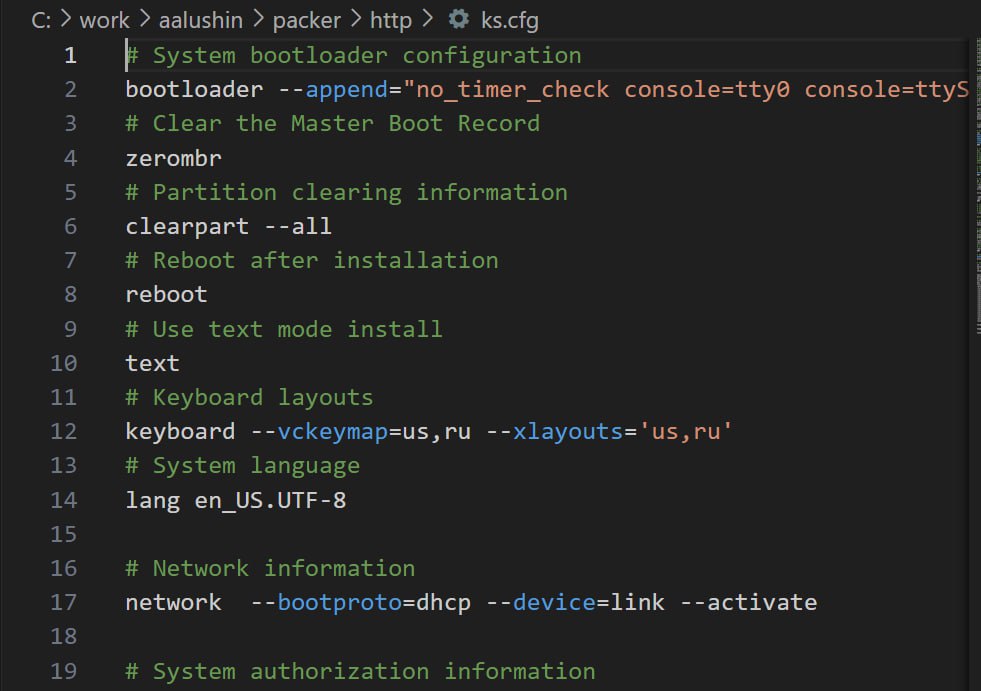 C: > work > aalushin > packer > http > ks.cfg
1 # System bootloader configuration
2 bootloader --append="no_timer_check console=tty0 console=ttyS
3 # Clear the Master Boot Record
4 zerombr
5 # Partition clearing information
6 clearpart --all
7 # Reboot after installation
8 reboot
9 # Use text mode install
10 text
11 # Keyboard layouts
12 keyboard --vckeymap=us,ru --xlayouts='us,ru'
13 # System language
14 lang en_US.UTF-8
15
16 # Network information
17 network  --bootproto=dhcp --device=link --activate
18
19 # System authorization information